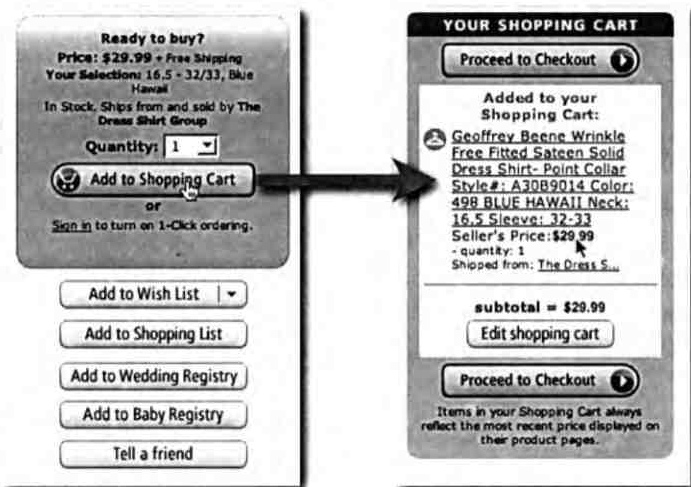 Ready to buy?
Price: $29.99 + Free Shipping
Your Selection: 16.5 - 32/33, Blue
Hawaii
In Stock. Ships from and sold by The
Dress Shirt Group
Quantity: 1
Add to Shopping Cart
or
Sign in to turn on 1-Click ordering.
Add to Wish List
Add to Shopping List
Add to Wedding Registry
Add to Baby Registry
Tell a friend
YOUR SHOPPING CART
Proceed to Checkout
Added to your
Shopping Cart:
Geoffrey Beene Wrinkle
Free Fitted Sateen Solid
Dress Shirt- Point Collar
Style#: A30B9014 Color:
498 BLUE HAWAII Neck:
16.5 Sleeve: 32-33
Seller's Price: $29.99
- quantity: 1
Shipped from: The Dress S...
subtotal = $29.99
Edit shopping cart
Proceed to Checkout
Items in your Shopping Cart always
reflect the most recent price displayed on
their product pages.